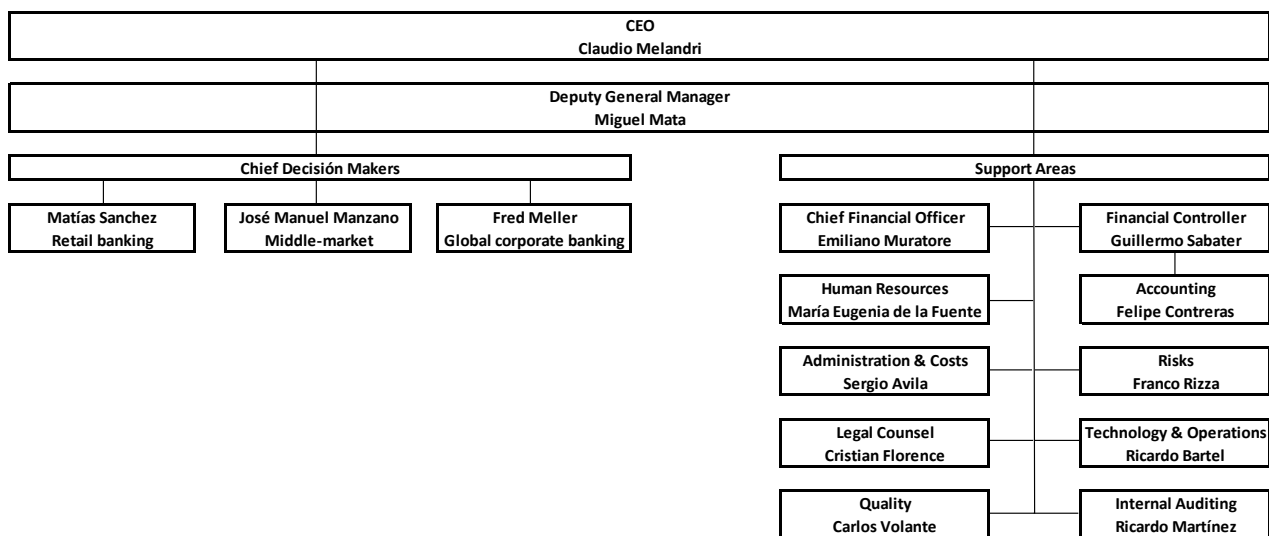 CEO
Claudio Melandri
Deputy General Manager
Miguel Mata
Chief Decisión Makers
Support Areas
Matías Sanchez
Retail banking
José Manuel Manzano
Middle-market
Fred Meller
Global corporate banking
Chief Financial Officer
Emiliano Muratore
Financial Controller
Guillermo Sabater
Human Resources
María Eugenia de la Fuente
Accounting
Felipe Contreras
Administration & Costs
Sergio Avila
Risks
Franco Rizza
Legal Counsel
Cristian Florence
Technology & Operations
Ricardo Bartel
Quality
Carlos Volante
Internal Auditing
Ricardo Martínez